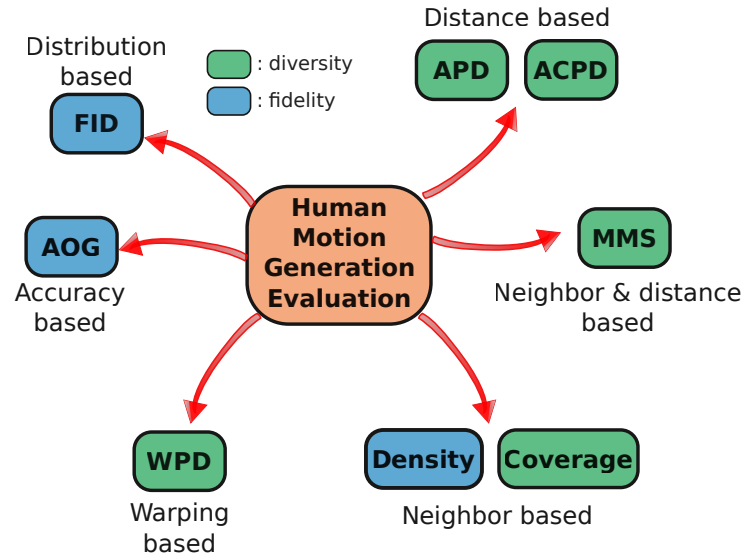 Distance based
APD
ACPD
Distribution
based
: diversity
: fidelity
FID
Human
Motion
Generation
Evaluation
AOG
Accuracy
based
MMS
Neighbor & distance
based
WPD
Warping
based
Density
Coverage
Neighbor based